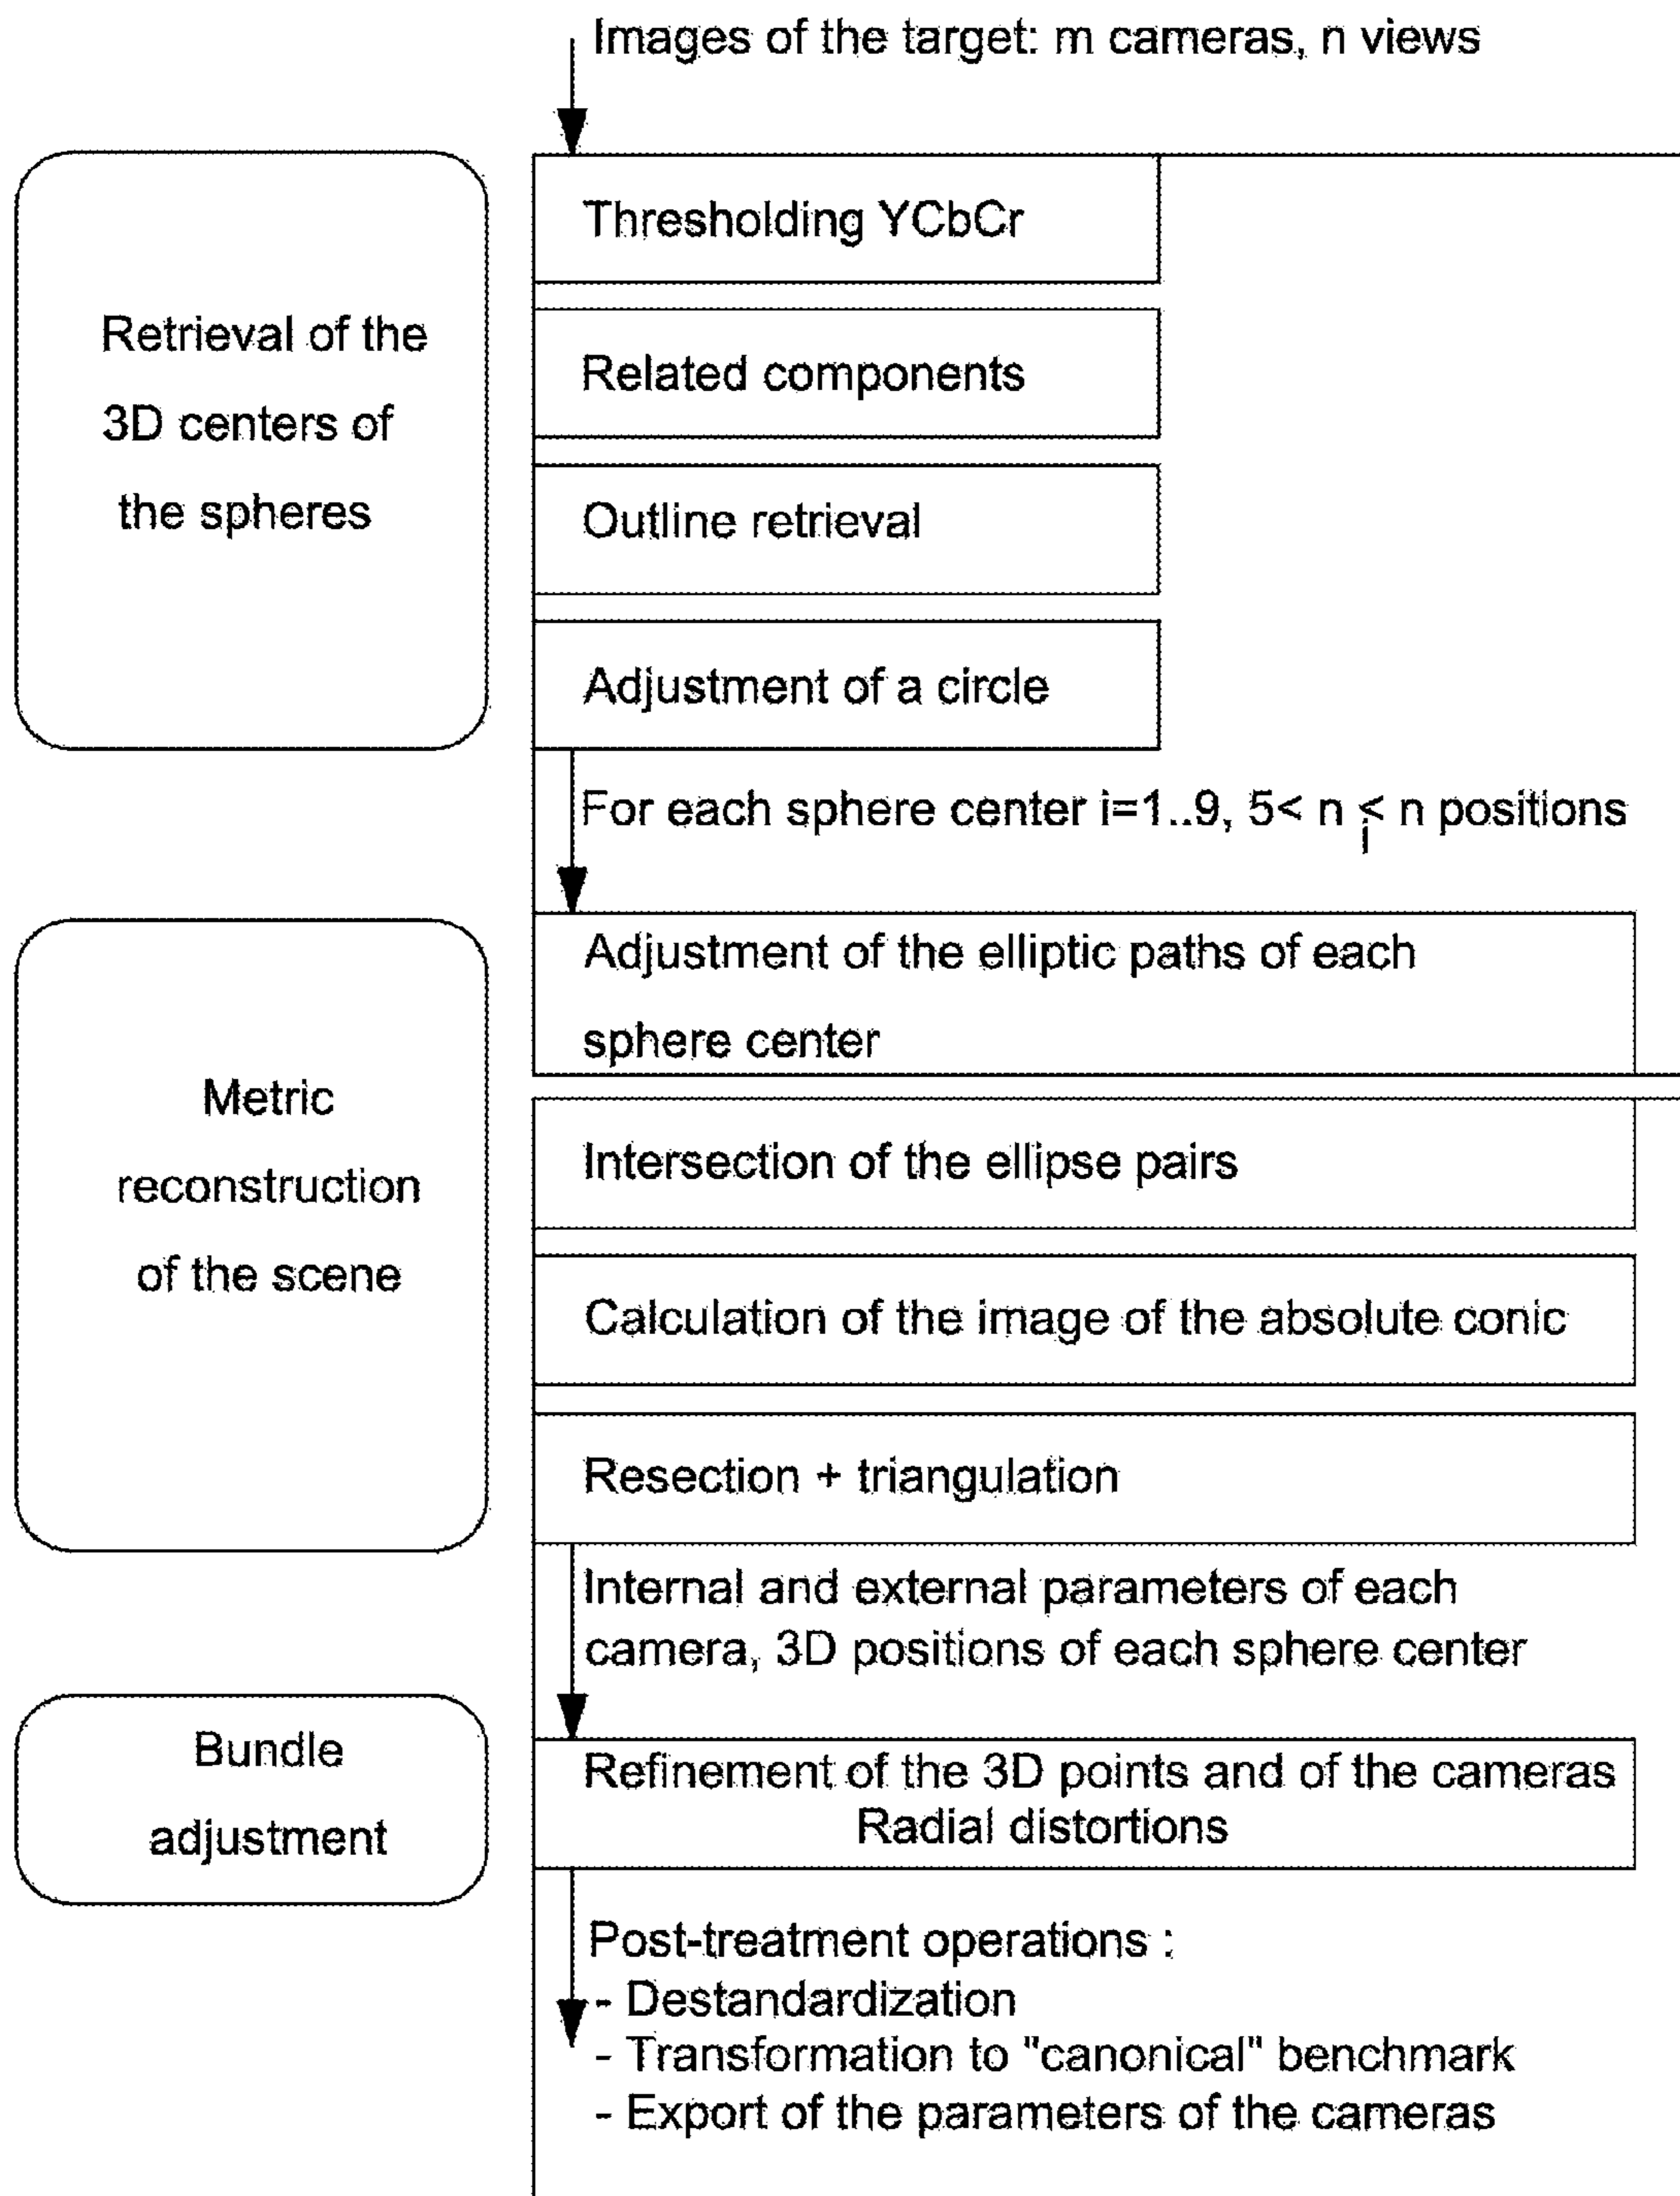 Images of the target: m cameras, n views
Retrieval of the
3D centers of
the spheres
Thresholding YCbCr
Related components
Outline retrieval
Adjustment of a circle
For each sphere center i=1..9, 5< n i < n positions
Metric
reconstruction
of the scene
Adjustment of the elliptic paths of each
sphere center
Intersection of the ellipse pairs
Calculation of the image of the absolute conic
Resection + triangulation
Internal and external parameters of each
camera, 3D positions of each sphere center
Bundle
adjustment
Refinement of the 3D points and of the cameras
Radial distortions
Post-treatment operations :
- Destandardization
- Transformation to "canonical" benchmark
- Export of the parameters of the cameras